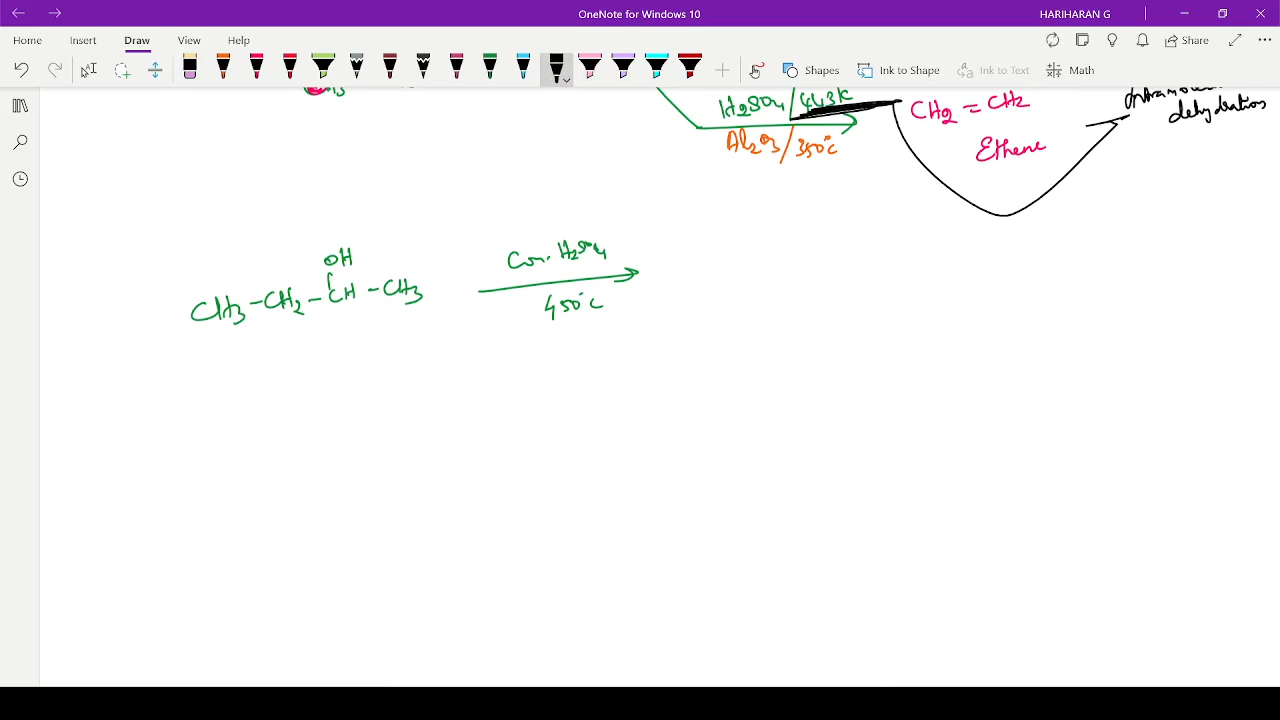 OneNote for Windows 10
HARIHARAN G
Home Insert Draw View Help
Share
Shapes Ink to Shape Ink to Text Math
H2SO4/443K
Al2O3/350°C
CH2 = CH2
Ethene
dehydration
OH
CH3-CH2-CH-CH3
Con. H2SO4
450°C